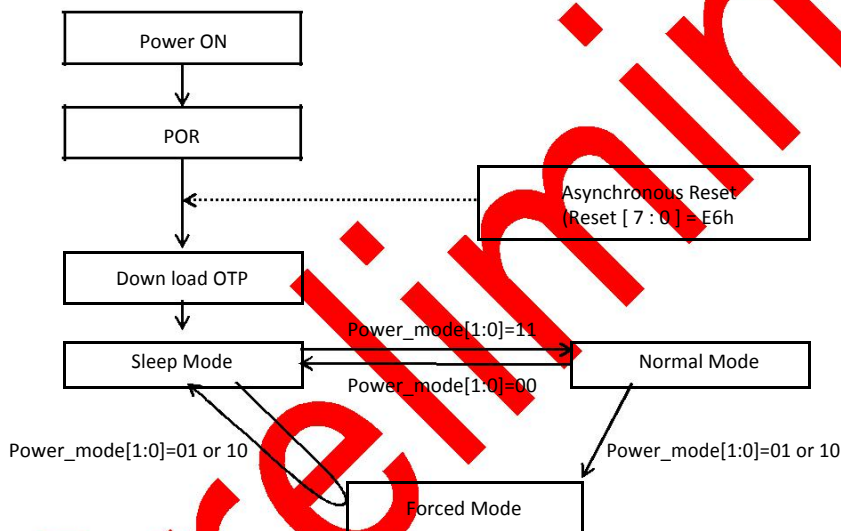 Power ON
POR
Asynchronous Reset
(Reset [ 7 : 0 ] = E6h
Down load OTP
Power_mode[1:0]=11
Sleep Mode
Normal Mode
Power_mode[1:0]=00
Power_mode[1:0]=01 or 10
Power_mode[1:0]=01 or 10
Forced Mode
relimin